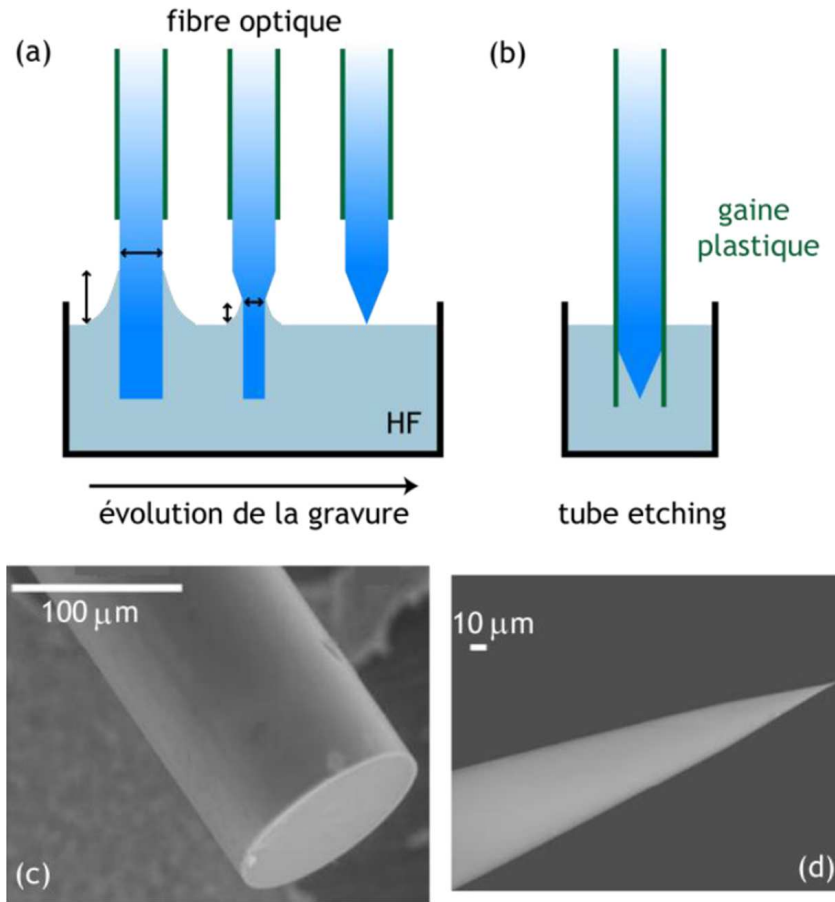 fibre optique
(a)
(b)
gaine
plastique
HF
évolution de la gravure
tube etching
100 μm
10 μm
(c)
(d)